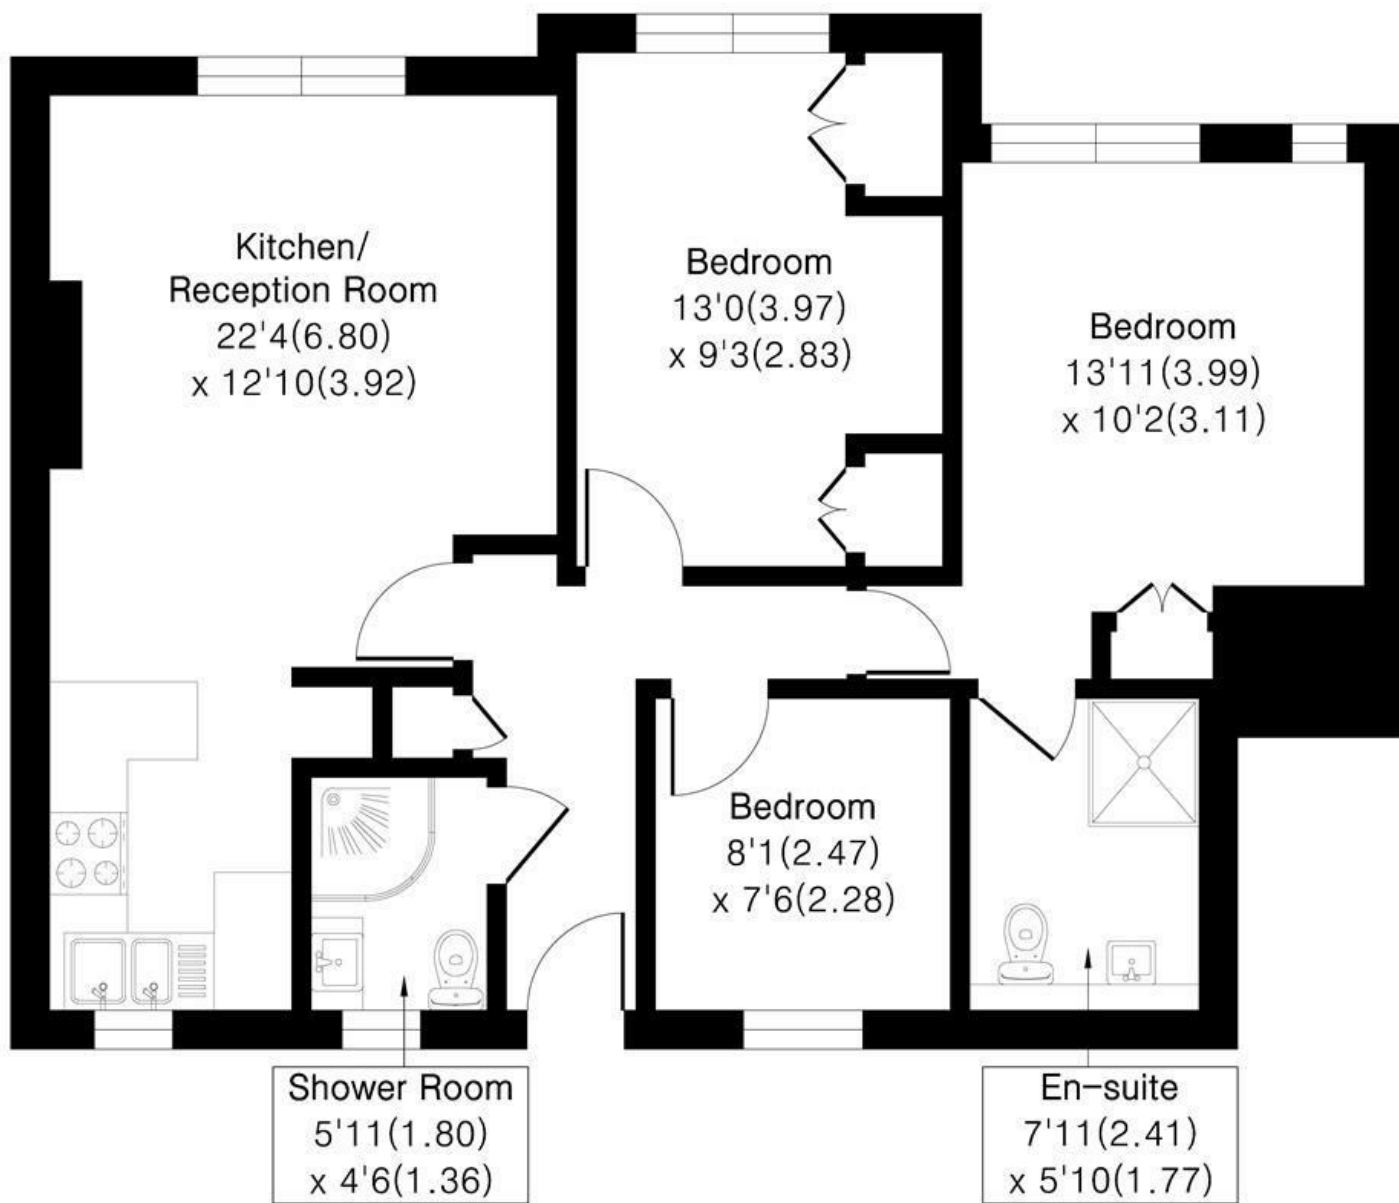 Kitchen/
Reception Room
22'4(6.80)
x 12'10(3.92)
Bedroom
13'0(3.97)
x 9'3(2.83)
Bedroom
13'11(3.99)
x 10'2(3.11)
Bedroom
8'1(2.47)
x 7'6(2.28)
Shower Room
5'11(1.80)
x 4'6(1.36)
En-suite
7'11(2.41)
x 5'10(1.77)